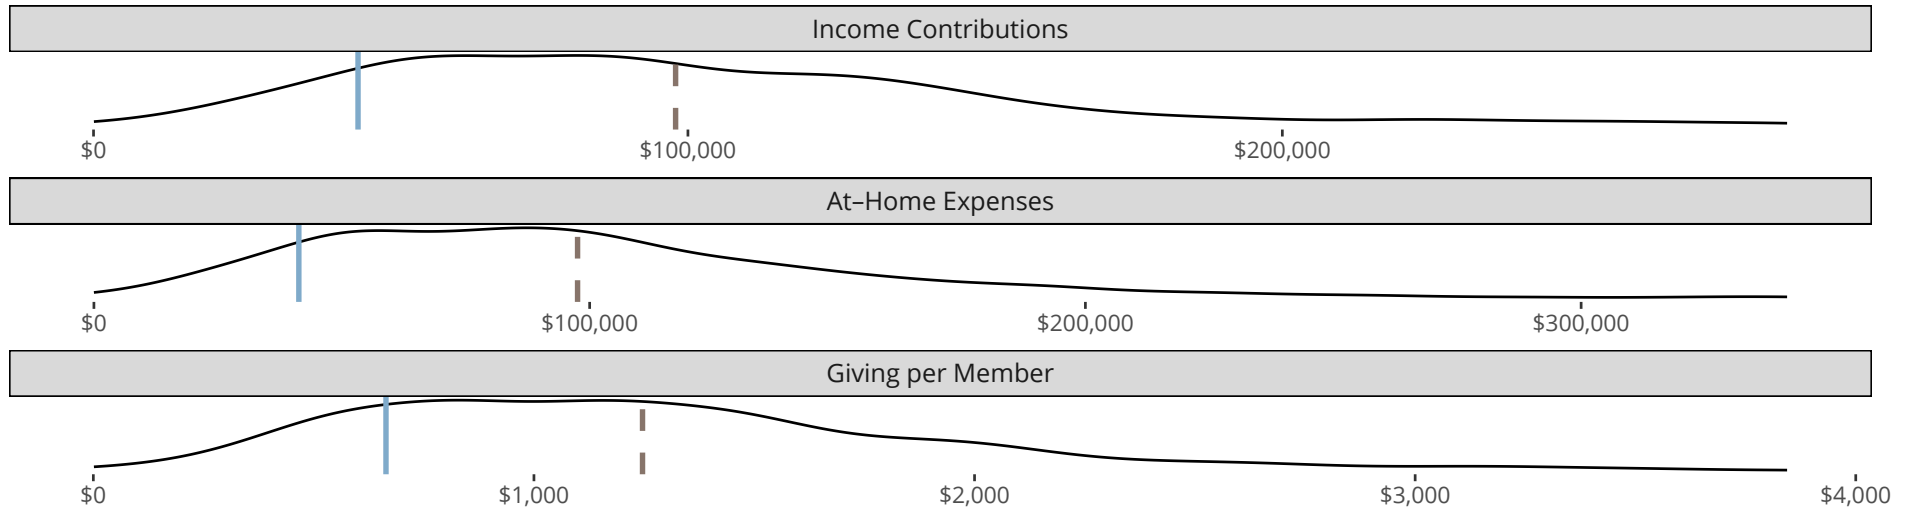 Income Contributions
$0 $100,000 $200,000
At–Home Expenses
$0 $100,000 $200,000 $300,000
Giving per Member
$0 $1,000 $2,000 $3,000 $4,000